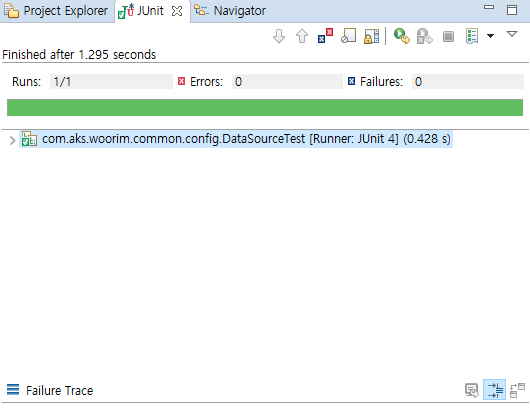 Project Explorer JUnit Navigator
Finished after 1.295 seconds
Runs: 1/1 Errors: 0 Failures: 0
com.aks.woorim.common.config.DataSourceTest [Runner: JUnit 4] (0.428 s)
Failure Trace